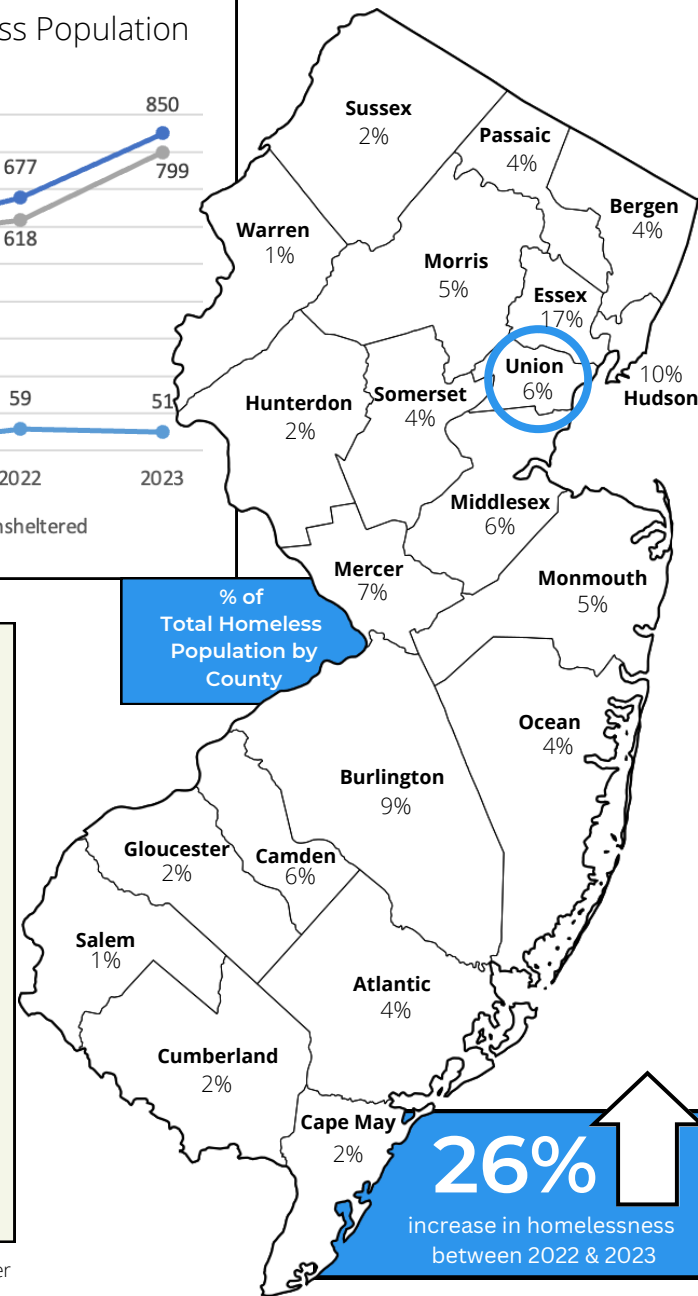 ss Population
850
677
799
618
59
51
2022
2023
nsheltered
Sussex
2%
Passaic
4%
Bergen
4%
Warren
1%
Morris
5%
Essex
17%
Union
6%
10%
Hudson
Hunterdon
2%
Somerset
4%
Middlesex
6%
Mercer
7%
Monmouth
5%
% of
Total Homeless
Population by
County
Ocean
4%
Burlington
9%
Gloucester
2%
Camden
6%
Salem
1%
Atlantic
4%
Cumberland
2%
Cape May
2%
26%
increase in homelessness
between 2022 & 2023
er